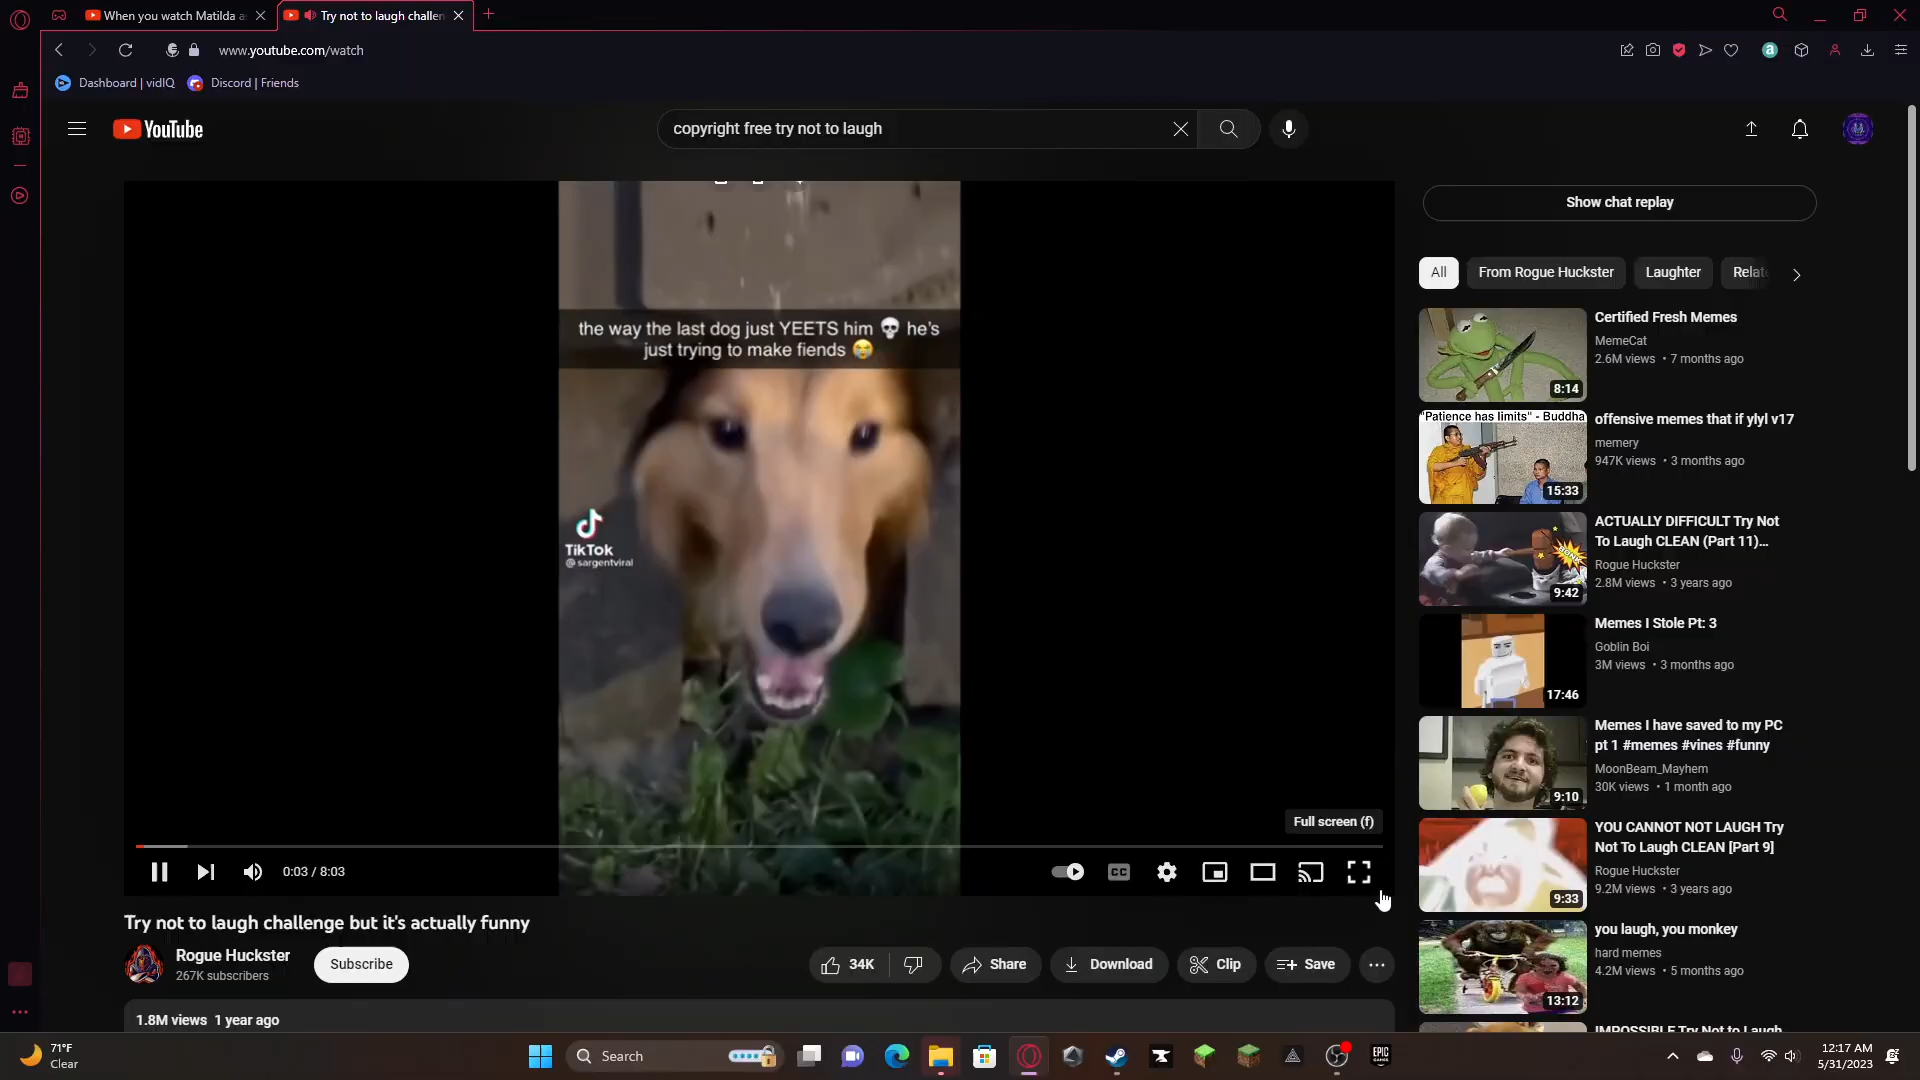 When you watch Matilda a
Try not to laugh challen
www.youtube.com/watch
Dashboard | vidIQ
Discord | Friends
YouTube
copyright free try not to laugh
the way the last dog just YEETS him 💀 he's
just trying to make fiends 😭
TikTok
@sargentviral
Full screen (f)
0:03 / 8:03
CC
Try not to laugh challenge but it's actually funny
Rogue Huckster
267K subscribers
Subscribe
34K
Share
Download
Clip
Save
1.8M views 1 year ago
Show chat replay
All
From Rogue Huckster
Laughter
Relat
Certified Fresh Memes
MemeCat
2.6M views • 7 months ago
8:14
"Patience has limits" - Buddha
offensive memes that if ylyl v17
memery
947K views • 3 months ago
15:33
ACTUALLY DIFFICULT Try Not
To Laugh CLEAN (Part 11)...
Rogue Huckster
2.8M views • 3 years ago
BONK
9:42
Memes I Stole Pt: 3
Goblin Boi
3M views • 3 months ago
17:46
Memes I have saved to my PC
pt 1 #memes #vines #funny
MoonBeam_Mayhem
30K views • 1 month ago
9:10
YOU CANNOT NOT LAUGH Try
Not To Laugh CLEAN [Part 9]
Rogue Huckster
9.2M views • 3 years ago
9:33
you laugh, you monkey
hard memes
4.2M views • 5 months ago
13:12
IMPOSSIBLE Try Not to Laugh
71°F
Clear
Search
EPIC
GAMES
12:17 AM
5/31/2023